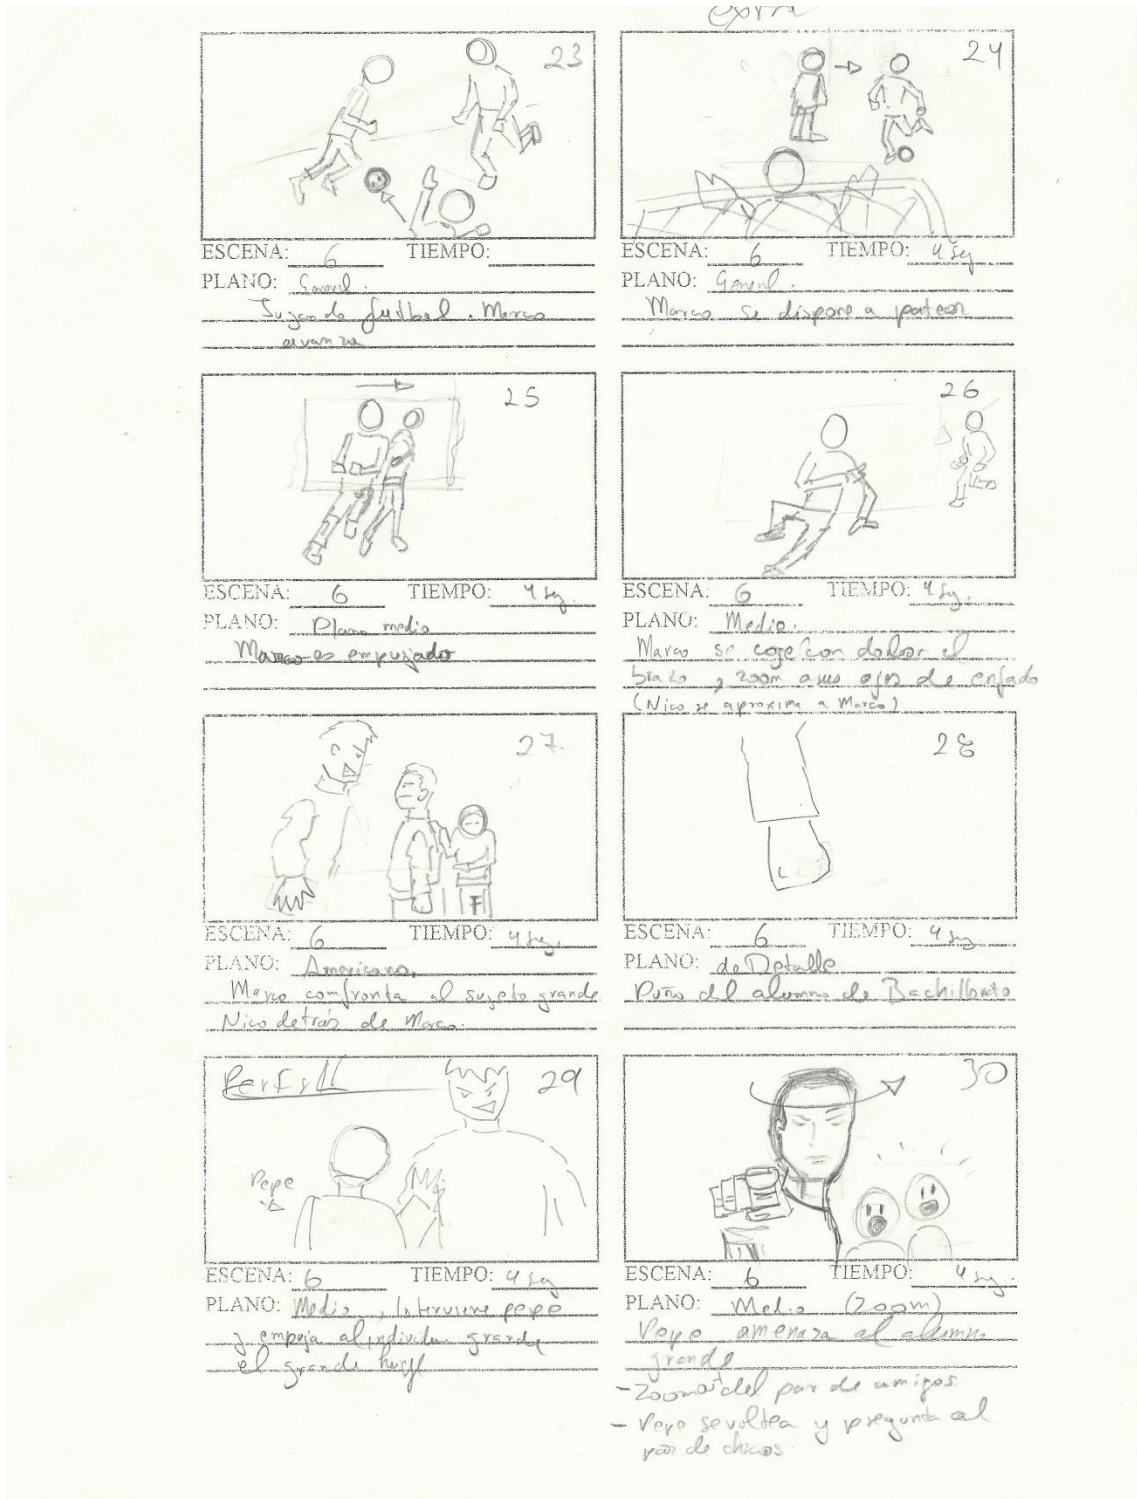 extra
23
ESCENA: 6 TIEMPO:
PLANO: General.
Jugando futbol. Marco
avanza
24
ESCENA: 6 TIEMPO: 4 seg
PLANO: General.
Marco se dispone a patear
25
ESCENA: 6 TIEMPO: 4 seg.
PLANO: Plano medio
Marco es empujado
26
ESCENA: 6 TIEMPO: 4 seg.
PLANO: Medio.
Marco se coge con dolor el
brazo, zoom a sus ojos de enfado
(Nico se aproxima a Marco)
27
ESCENA: 6 TIEMPO: 4 seg.
PLANO: Americano,
Marco confronta al sujeto grande
Nico detrás de Marco.
28
ESCENA: 6 TIEMPO: 4 seg
PLANO: de Detalle
Puño del alumno de Bachillerato
29
Pepe
ESCENA: 6 TIEMPO: 4 seg
PLANO: Medio, Interviene pepe
y empuja al individuo grande
el grande
30
ESCENA: 6 TIEMPO: 4 seg.
PLANO: Medio (Zoom)
Pepe amenaza al alumno
grande
- Zoom del par de amigos.
- Pepe se voltea y pregunta al
par de chicos.